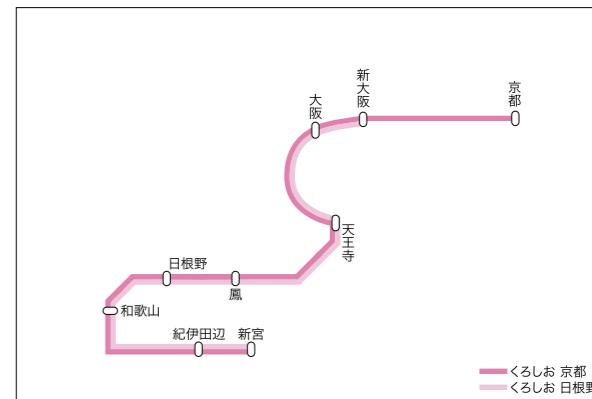 京都
新大阪
大阪
天王寺
日根野
鳳
和歌山
紀伊田辺
新宮
くろしお 京都
くろしお 日根野